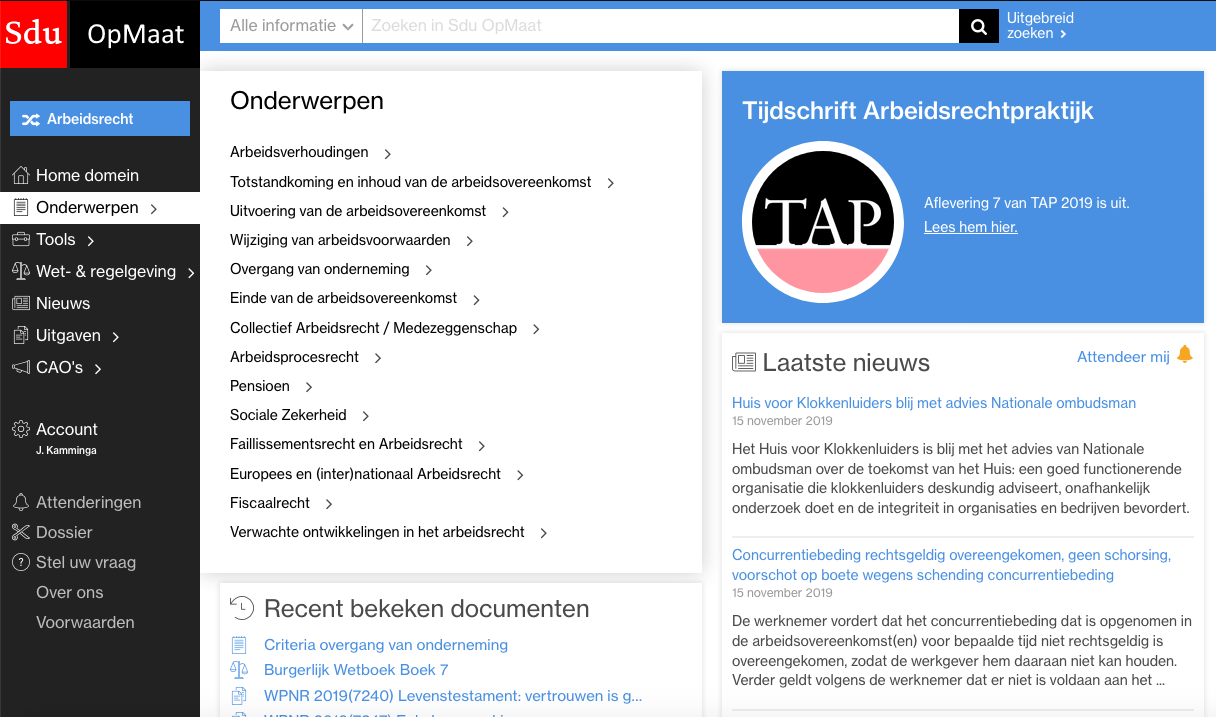 Sdu
OpMaat
Alle informatie
Zoeken in Sdu OpMaat
Uitgebreid
zoeken
Arbeidsrecht
Home domein
Onderwerpen
Tools
Wet- & regelgeving
Nieuws
Uitgaven
CAO's
Account
J. Kamminga
Attenderingen
Dossier
Stel uw vraag
Over ons
Voorwaarden
Onderwerpen
Arbeidsverhoudingen
Totstandkoming en inhoud van de arbeidsovereenkomst
Uitvoering van de arbeidsovereenkomst
Wijziging van arbeidsvoorwaarden
Overgang van onderneming
Einde van de arbeidsovereenkomst
Collectief Arbeidsrecht / Medezeggenschap
Arbeidsprocesrecht
Pensioen
Sociale Zekerheid
Faillissementsrecht en Arbeidsrecht
Europees en (inter)nationaal Arbeidsrecht
Fiscaalrecht
Verwachte ontwikkelingen in het arbeidsrecht
Recent bekeken documenten
Criteria overgang van onderneming
Burgerlijk Wetboek Boek 7
WPNR 2019(7240) Levenstestament: vertrouwen is g...
Tijdschrift Arbeidsrechtpraktijk
TAP
Aflevering 7 van TAP 2019 is uit.
Lees hem hier.
Laatste nieuws
Attendeer mij
Huis voor Klokkenluiders blij met advies Nationale ombudsman
15 november 2019
Het Huis voor Klokkenluiders is blij met het advies van Nationale
ombudsman over de toekomst van het Huis: een goed functionerende
organisatie die klokkenluiders deskundig adviseert, onafhankelijk
onderzoek doet en de integriteit in organisaties en bedrijven bevordert.
Concurrentiebeding rechtsgeldig overeengekomen, geen schorsing,
voorschot op boete wegens schending concurrentiebeding
15 november 2019
De werknemer vordert dat het concurrentiebeding dat is opgenomen in
de arbeidsovereenkomst(en) voor bepaalde tijd niet rechtsgeldig is
overeengekomen, zodat de werkgever hem daaraan niet kan houden.
Verder geldt volgens de werknemer dat er niet is voldaan aan het ...